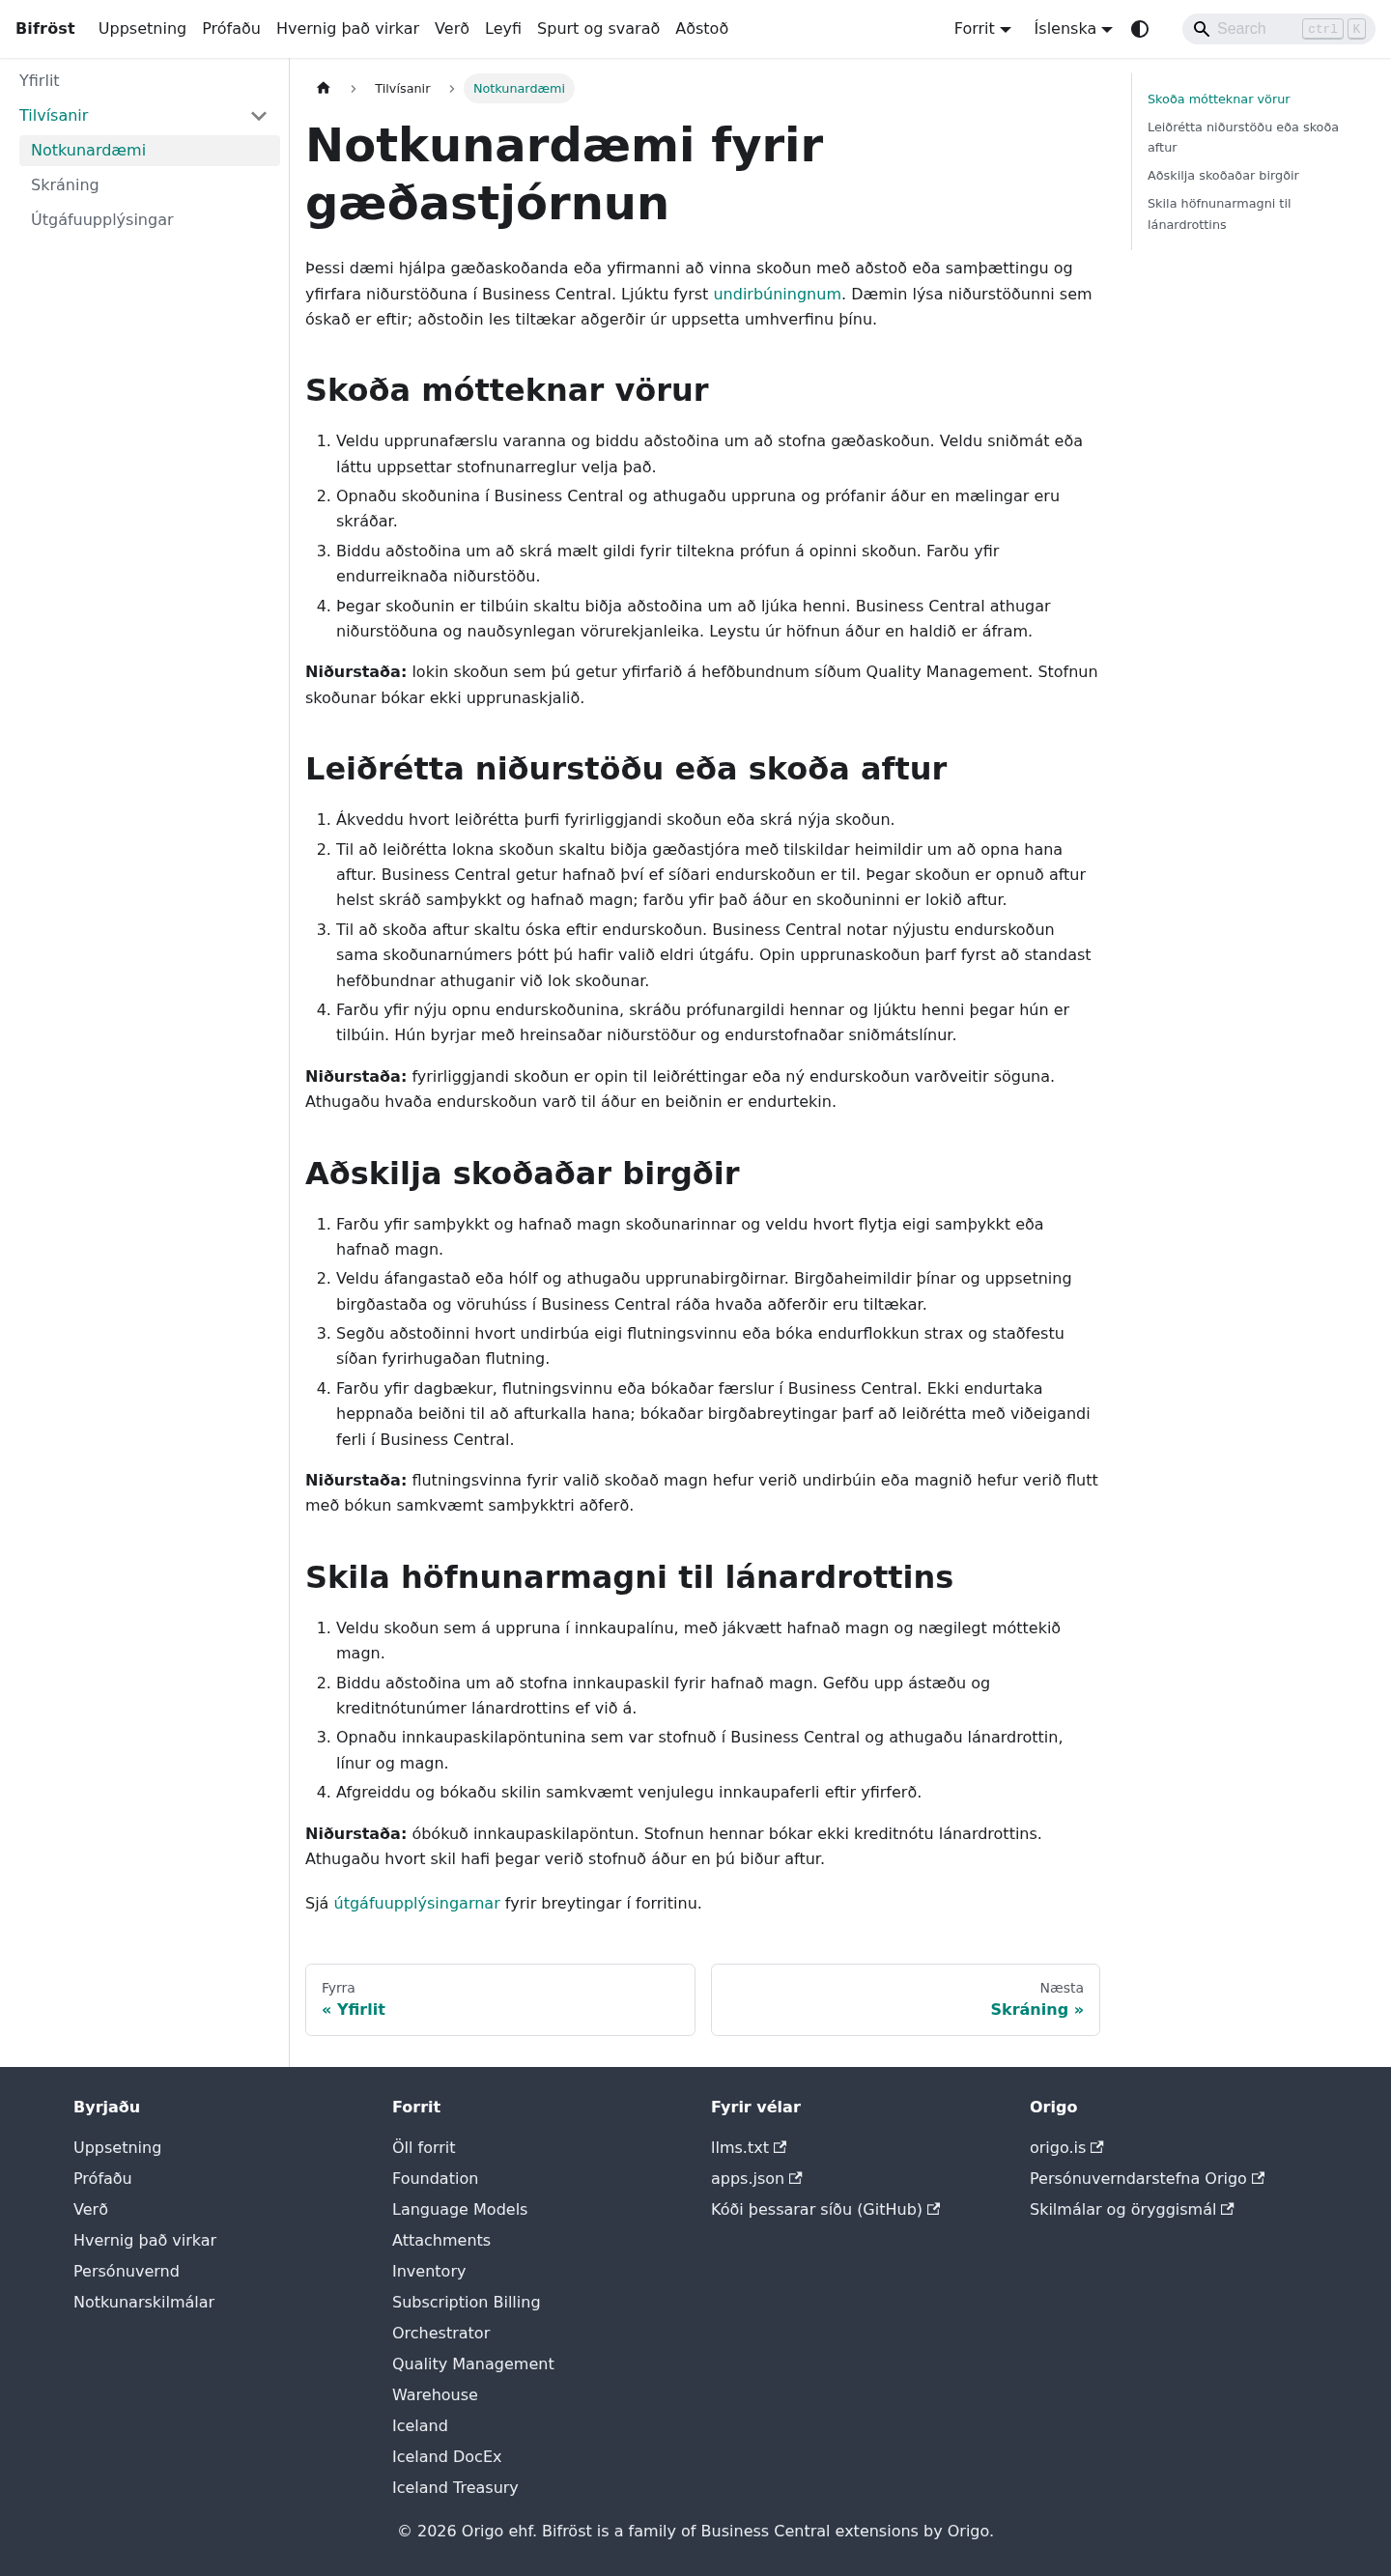 Bifröst Uppsetning Prófaðu Hvernig það virkar Verð Leyfi Spurt og svarað Aðstoð Forrit Íslenska Search ctrl K
Yfirlit
Tilvísanir
Notkunardæmi
Skráning
Útgáfuupplýsingar
Tilvísanir Notkunardæmi
Notkunardæmi fyrir
gæðastjórnun
Þessi dæmi hjálpa gæðaskoðanda eða yfirmanni að vinna skoðun með aðstoð eða samþættingu og
yfirfara niðurstöðuna í Business Central. Ljúktu fyrst undirbúningnum. Dæmin lýsa niðurstöðunni sem
óskað er eftir; aðstoðin les tiltækar aðgerðir úr uppsetta umhverfinu þínu.
Skoða mótteknar vörur
1. Veldu upprunafærslu varanna og biddu aðstoðina um að stofna gæðaskoðun. Veldu sniðmát eða
láttu uppsettar stofnunarreglur velja það.
2. Opnaðu skoðunina í Business Central og athugaðu uppruna og prófanir áður en mælingar eru
skráðar.
3. Biddu aðstoðina um að skrá mælt gildi fyrir tiltekna prófun á opinni skoðun. Farðu yfir
endurreiknaða niðurstöðu.
4. Þegar skoðunin er tilbúin skaltu biðja aðstoðina um að ljúka henni. Business Central athugar
niðurstöðuna og nauðsynlegan vörurekjanleika. Leystu úr höfnun áður en haldið er áfram.
Niðurstaða: lokin skoðun sem þú getur yfirfarið á hefðbundnum síðum Quality Management. Stofnun
skoðunar bókar ekki upprunaskjalið.
Leiðrétta niðurstöðu eða skoða aftur
1. Ákveddu hvort leiðrétta þurfi fyrirliggjandi skoðun eða skrá nýja skoðun.
2. Til að leiðrétta lokna skoðun skaltu biðja gæðastjóra með tilskildar heimildir um að opna hana
aftur. Business Central getur hafnað því ef síðari endurskoðun er til. Þegar skoðun er opnuð aftur
helst skráð samþykkt og hafnað magn; farðu yfir það áður en skoðuninni er lokið aftur.
3. Til að skoða aftur skaltu óska eftir endurskoðun. Business Central notar nýjustu endurskoðun
sama skoðunarnúmers þótt þú hafir valið eldri útgáfu. Opin upprunaskoðun þarf fyrst að standast
hefðbundnar athuganir við lok skoðunar.
4. Farðu yfir nýju opnu endurskoðunina, skráðu prófunargildi hennar og ljúktu henni þegar hún er
tilbúin. Hún byrjar með hreinsaðar niðurstöður og endurstofnaðar sniðmátslínur.
Niðurstaða: fyrirliggjandi skoðun er opin til leiðréttingar eða ný endurskoðun varðveitir söguna.
Athugaðu hvaða endurskoðun varð til áður en beiðnin er endurtekin.
Aðskilja skoðaðar birgðir
1. Farðu yfir samþykkt og hafnað magn skoðunarinnar og veldu hvort flytja eigi samþykkt eða
hafnað magn.
2. Veldu áfangastað eða hólf og athugaðu upprunabirgðirnar. Birgðaheimildir þínar og uppsetning
birgðastaða og vöruhúss í Business Central ráða hvaða aðferðir eru tiltækar.
3. Segðu aðstoðinni hvort undirbúa eigi flutningsvinnu eða bóka endurflokkun strax og staðfestu
síðan fyrirhugaðan flutning.
4. Farðu yfir dagbækur, flutningsvinnu eða bókaðar færslur í Business Central. Ekki endurtaka
heppnaða beiðni til að afturkalla hana; bókaðar birgðabreytingar þarf að leiðrétta með viðeigandi
ferli í Business Central.
Niðurstaða: flutningsvinna fyrir valið skoðað magn hefur verið undirbúin eða magnið hefur verið flutt
með bókun samkvæmt samþykktri aðferð.
Skila höfnunarmagni til lánardrottins
1. Veldu skoðun sem á uppruna í innkaupalínu, með jákvætt hafnað magn og nægilegt móttekið
magn.
2. Biddu aðstoðina um að stofna innkaupaskil fyrir hafnað magn. Gefðu upp ástæðu og
kreditnótunúmer lánardrottins ef við á.
3. Opnaðu innkaupaskilapöntunina sem var stofnuð í Business Central og athugaðu lánardrottin,
línur og magn.
4. Afgreiddu og bókaðu skilin samkvæmt venjulegu innkaupaferli eftir yfirferð.
Niðurstaða: óbókuð innkaupaskilapöntun. Stofnun hennar bókar ekki kreditnótu lánardrottins.
Athugaðu hvort skil hafi þegar verið stofnuð áður en þú biður aftur.
Sjá útgáfuupplýsingarnar fyrir breytingar í forritinu.
Fyrra
« Yfirlit
Næsta
Skráning »
Skoða mótteknar vörur
Leiðrétta niðurstöðu eða skoða
aftur
Aðskilja skoðaðar birgðir
Skila höfnunarmagni til
lánardrottins
Byrjaðu
Uppsetning
Prófaðu
Verð
Hvernig það virkar
Persónuvernd
Notkunarskilmálar
Forrit
Öll forrit
Foundation
Language Models
Attachments
Inventory
Subscription Billing
Orchestrator
Quality Management
Warehouse
Iceland
Iceland DocEx
Iceland Treasury
Fyrir vélar
llms.txt
apps.json
Kóði þessarar síðu (GitHub)
Origo
origo.is
Persónuverndarstefna Origo
Skilmálar og öryggismál
© 2026 Origo ehf. Bifröst is a family of Business Central extensions by Origo.